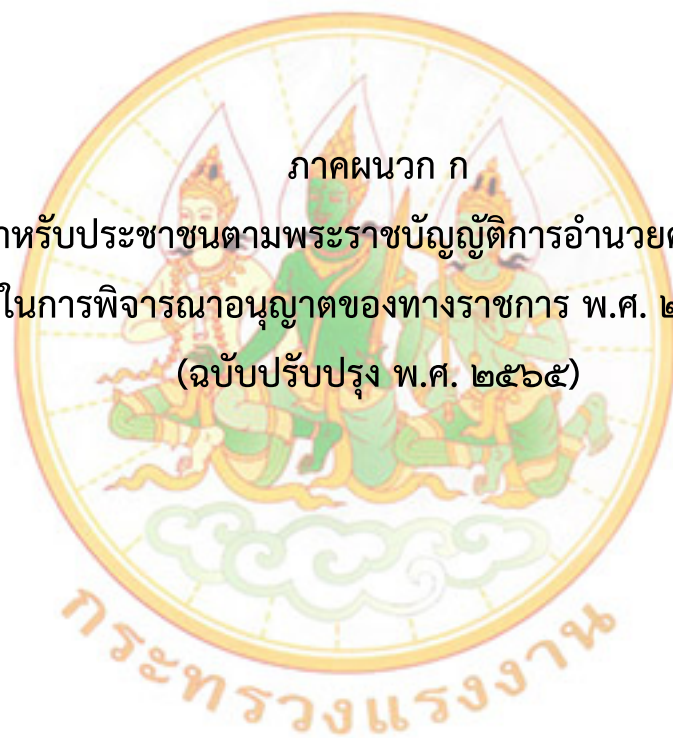 ภาคผนวก ก
าหรับประชาชนตามพระราชบัญญัติการอำนวยค
ในการพิจารณาอนุญาตของทางราชการ พ.ศ. ๒
(ฉบับปรับปรุง พ.ศ. ๒๕๖๕)
กระทรวงแรงงาน